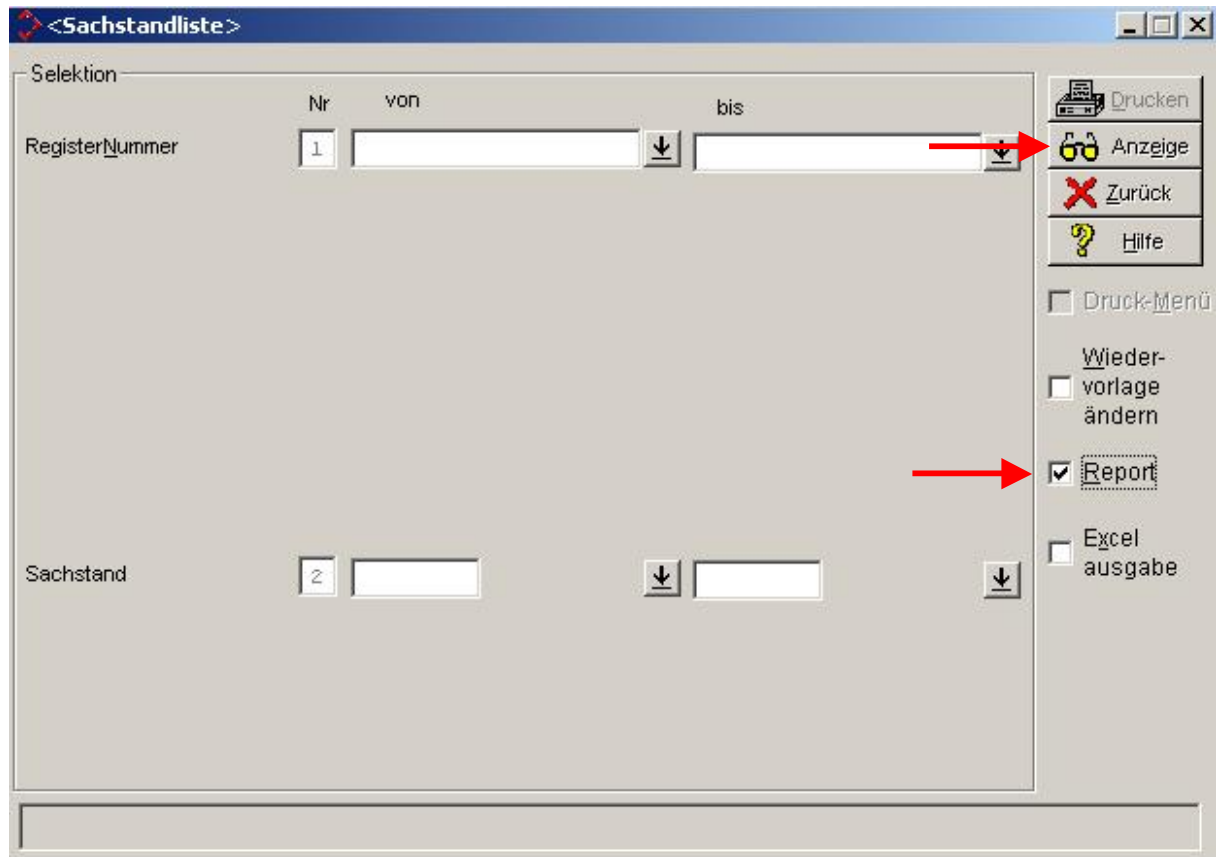 <Sachstandliste>
Selektion
Nr von bis
RegisterNummer 1
Drucken
Anzeige
Zurück
Hilfe
Druck-Menü
Wieder-
vorlage
ändern
Report
Excel
ausgabe
Sachstand 2